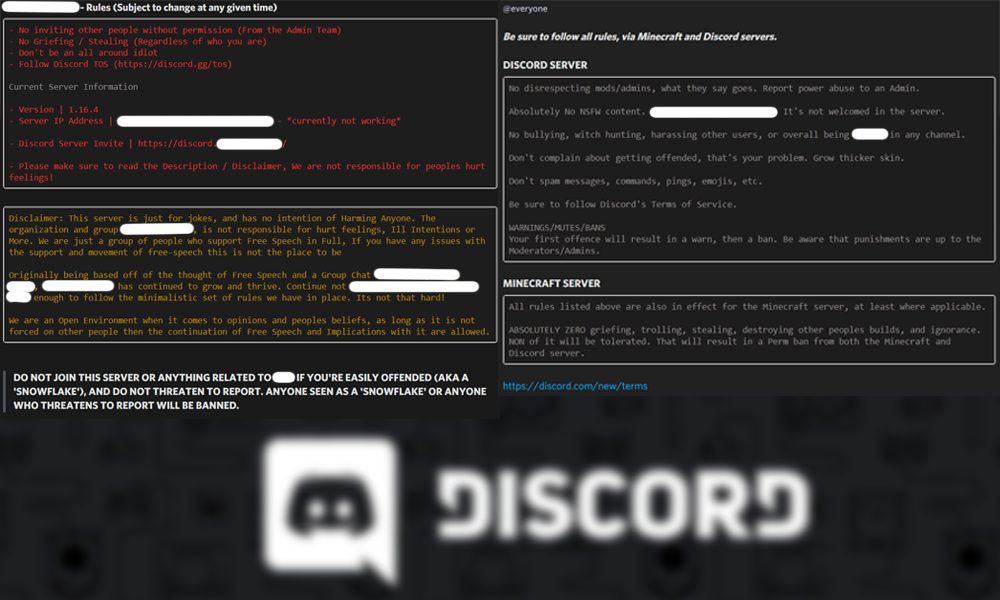 - Rules (Subject to change at any given time)
- No inviting other people without permission (From the Admin Team)
- No Griefing / Stealing (Regardless of who you are)
- Don't be an all around idiot
- Follow Discord TOS (https://discord.gg/tos)
Current Server Information
- Version | 1.16.4
- Server IP Address | - *currently not working*
- Discord Server Invite | https://discord. /
- Please make sure to read the Description / Disclaimer, We are not responsible for peoples hurt
feelings!
Disclaimer: This server is just for jokes, and has no intention of Harming Anyone. The
organization and group , is not responsible for hurt feelings, Ill Intentions or
More. We are just a group of people who support Free Speech in Full, If you have any issues with
the support and movement of free-speech this is not the place to be
Originally being based off of the thought of Free Speech and a Group Chat
, has continued to grow and thrive. Continue not
enough to follow the minimalistic set of rules we have in place. Its not that hard!
We are an Open Environment when it comes to opinions and peoples beliefs, as long as it is not
forced on other people then the continuation of Free Speech and Implications with it are allowed.
DO NOT JOIN THIS SERVER OR ANYTHING RELATED TO IF YOU'RE EASILY OFFENDED (AKA A
'SNOWFLAKE'), AND DO NOT THREATEN TO REPORT. ANYONE SEEN AS A 'SNOWFLAKE' OR ANYONE
WHO THREATENS TO REPORT WILL BE BANNED.
@everyone
Be sure to follow all rules, via Minecraft and Discord servers.
DISCORD SERVER
No disrespecting mods/admins, what they say goes. Report power abuse to an Admin.
Absolutely No NSFW content. It's not welcomed in the server.
No bullying, witch hunting, harassing other users, or overall being in any channel.
Don't complain about getting offended, that's your problem. Grow thicker skin.
Don't spam messages, commands, pings, emojis, etc.
Be sure to follow Discord's Terms of Service.
WARNINGS/MUTES/BANS
Your first offence will result in a warn, then a ban. Be aware that punishments are up to the
Moderators/Admins.
MINECRAFT SERVER
All rules listed above are also in effect for the Minecraft server, at least where applicable.
ABSOLUTELY ZERO griefing, trolling, stealing, destroying other peoples builds, and ignorance.
NON of it will be tolerated. That will result in a Perm ban from both the Minecraft and
Discord server.
https://discord.com/new/terms
DISCORD